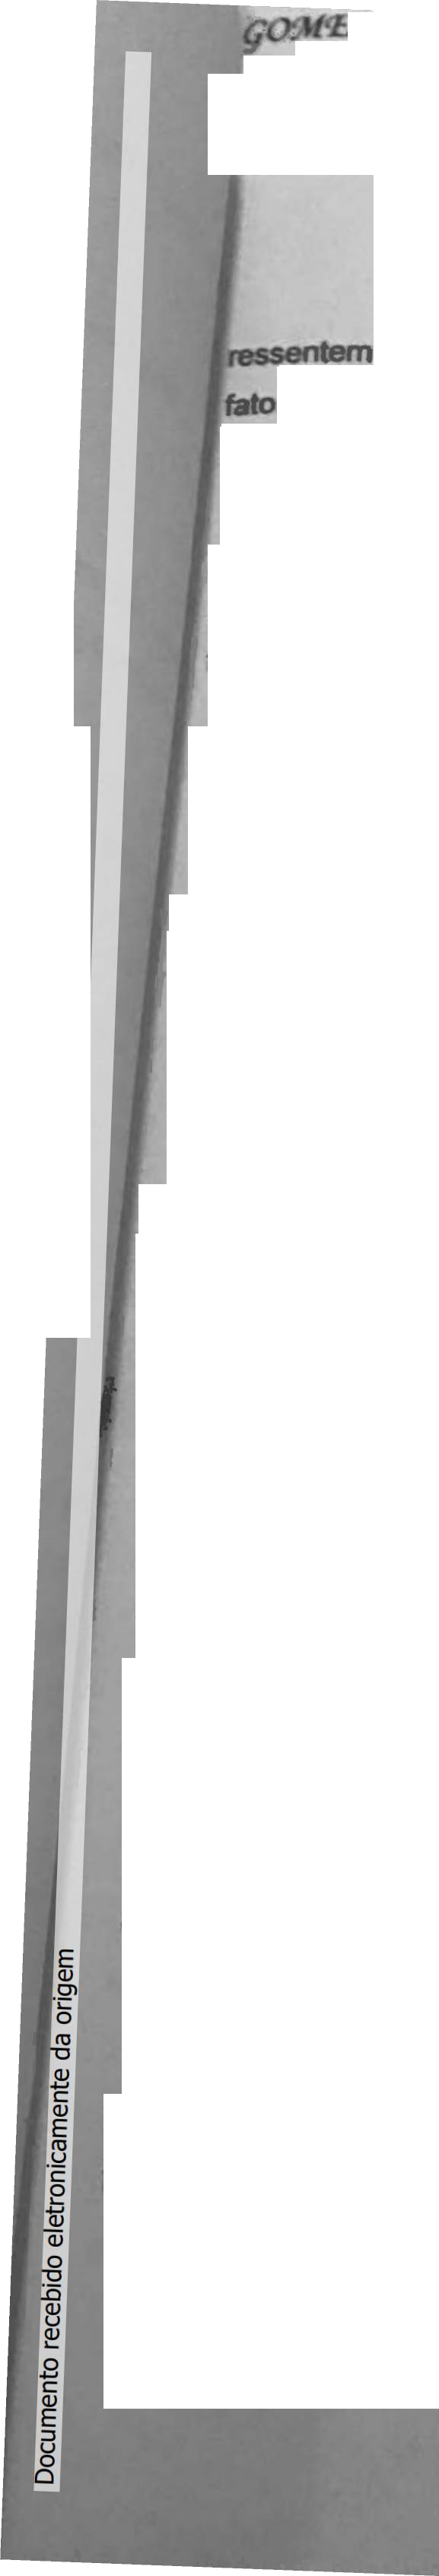 GOME
ressentem
fato
Documento recebido eletronicamente da origem